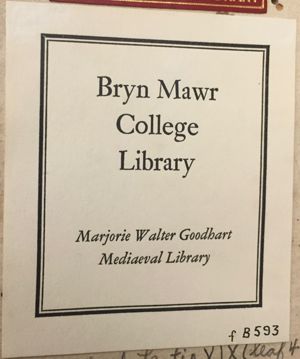 Bryn Mawr
College
Library
Marjorie Walter Goodhart
Mediaeval Library
f B593